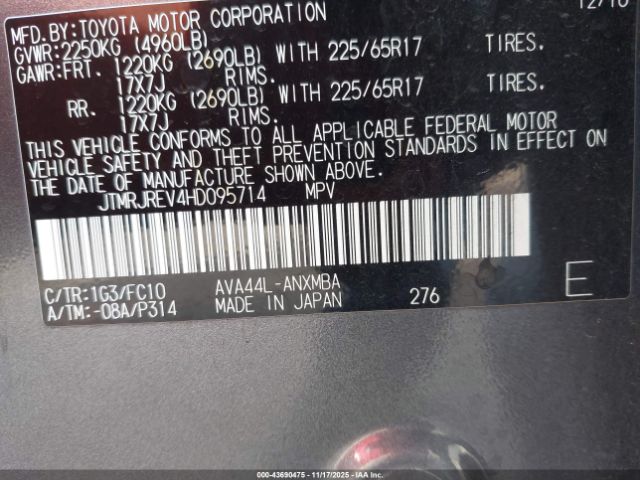 MFD.BY:TOYOTA MOTOR CORPORATION 12/16
GVWR:2250KG (4960LB)
GAWR:FRT. 1220KG (2690LB) WITH 225/65R17 TIRES.
17X7J RIMS.
RR. 1220KG (2690LB) WITH 225/65R17 TIRES.
17X7J RIMS.
THIS VEHICLE CONFORMS TO ALL APPLICABLE FEDERAL MOTOR
VEHICLE SAFETY AND THEFT PREVENTION STANDARDS IN EFFECT ON
THE DATE OF MANUFACTURE SHOWN ABOVE.
JTMRJREV4HD095714 MPV
C/TR:1G3/FC10 AVA44L-ANXMBA
A/TM:-08A/P314 MADE IN JAPAN 276 E
000-43690475 --- 11/17/2025 --- IAA Inc.